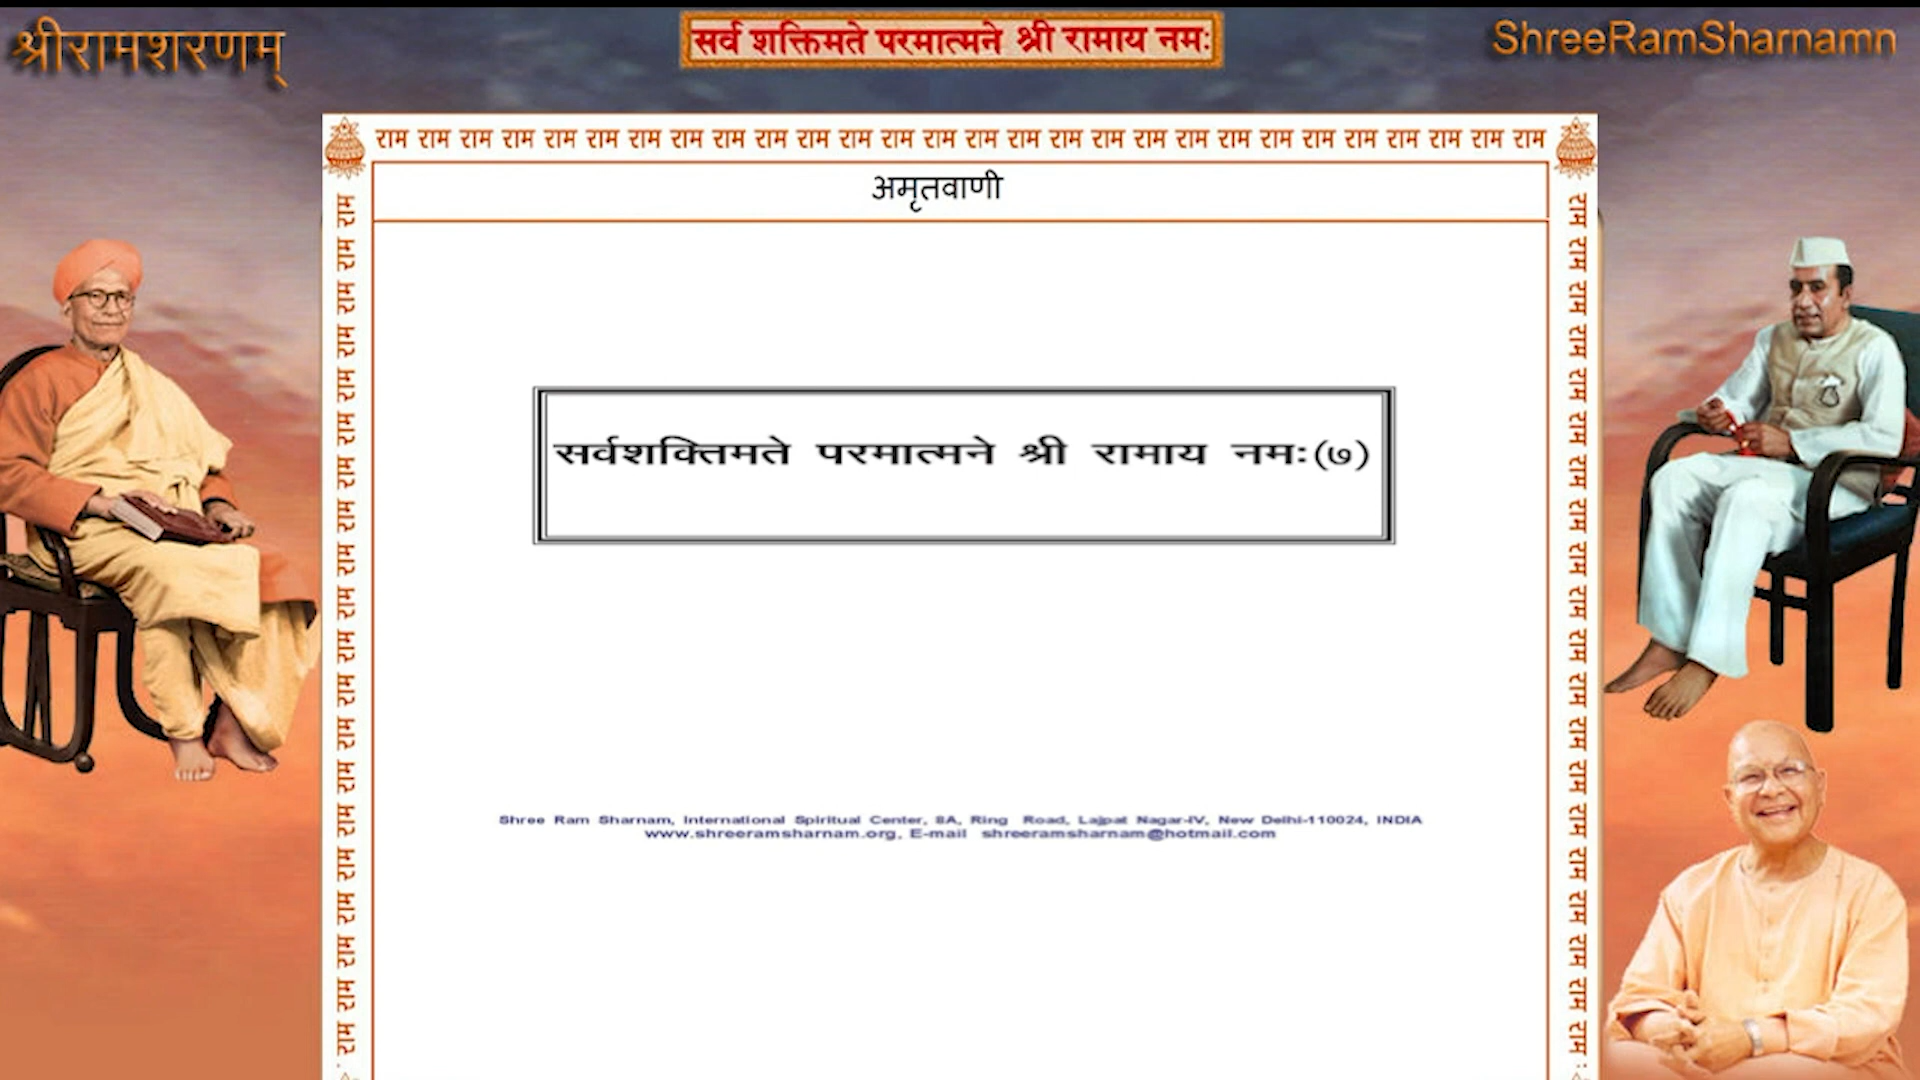 श्रीरामशरणम्
सर्व शक्तिमते परमात्मने श्री रामाय नमः
ShreeRamSharnamn
राम राम राम राम राम राम राम राम राम राम राम राम राम राम राम राम राम राम राम राम राम राम राम राम राम राम राम राम
अमृतवाणी
राम राम राम राम राम राम राम राम राम राम राम राम राम राम राम राम राम राम राम राम
राम राम राम राम राम राम राम राम राम राम राम राम राम राम राम राम राम राम राम राम
सर्वशक्तिमते परमात्मने श्री रामाय नमः(७)
Shree Ram Sharnam, International Spiritual Center, 8A, Ring Road, Lajpat Nagar-IV, New Delhi-110024, INDIA
www.shreeramsharnam.org, E-mail shreeramsharnam@hotmail.com